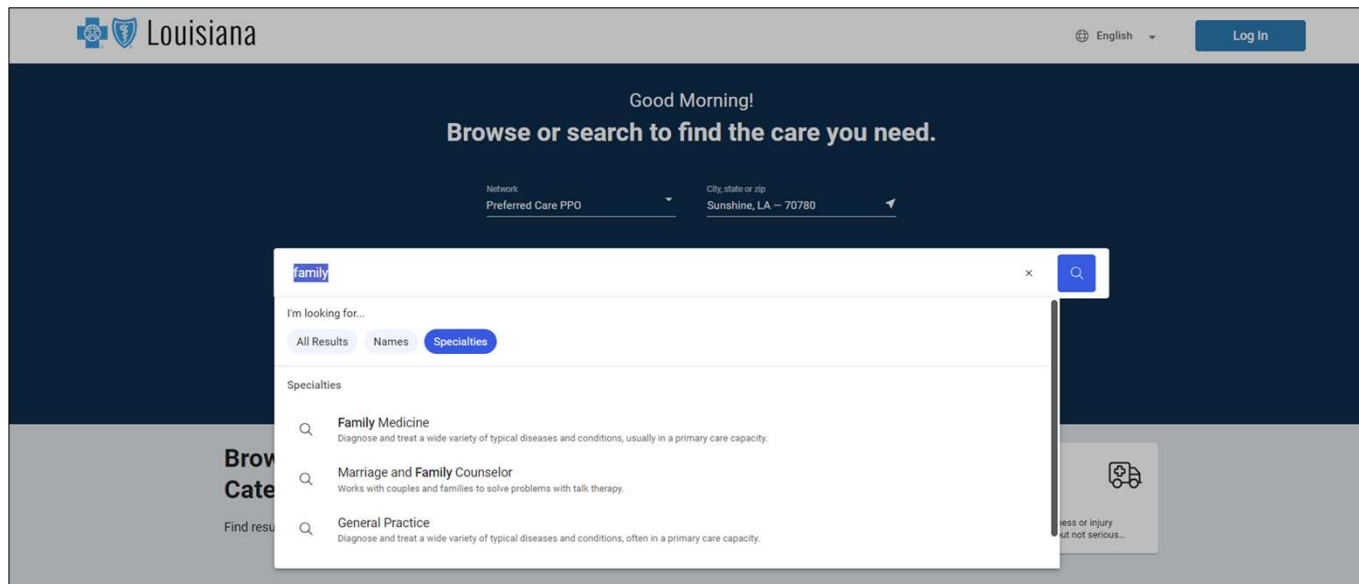 Louisiana
English
Log In
Good Morning!
Browse or search to find the care you need.
Network
Preferred Care PPO
City, state or zip
Sunshine, LA — 70780
family
I'm looking for...
All Results Names Specialties
Specialties
Family Medicine
Diagnose and treat a wide variety of typical diseases and conditions, usually in a primary care capacity.
Marriage and Family Counselor
Works with couples and families to solve problems with talk therapy.
General Practice
Diagnose and treat a wide variety of typical diseases and conditions, often in a primary care capacity.
Brow
Cate
Find resu
ness or injury
ut not serious...